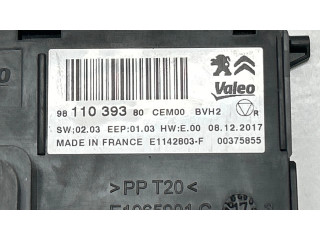 Valeo
98 110 393 80 CEM00 BVH2
R
SW;02.03 EEP:01.03 HW:E.00 08.12.2017
MADE IN FRANCE E1142803-F 00375855
>PP T20<